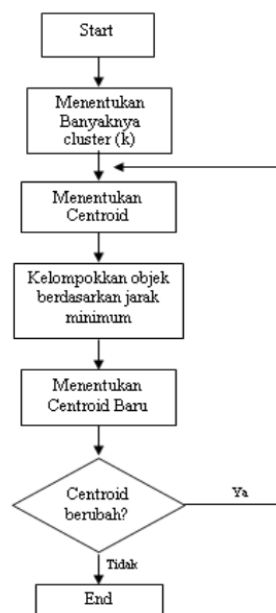 Start
Menentukan
Banyaknya
cluster (k)
Menentukan
Centroid
Kelompokkan objek
berdasarkan jarak
minimum
Menentukan
Centroid Baru
Centroid
berubah?
Ya
Tidak
End